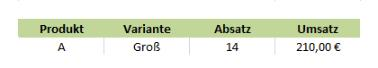 Produkt Variante Absatz Umsatz
A Groß 14 210,00 €